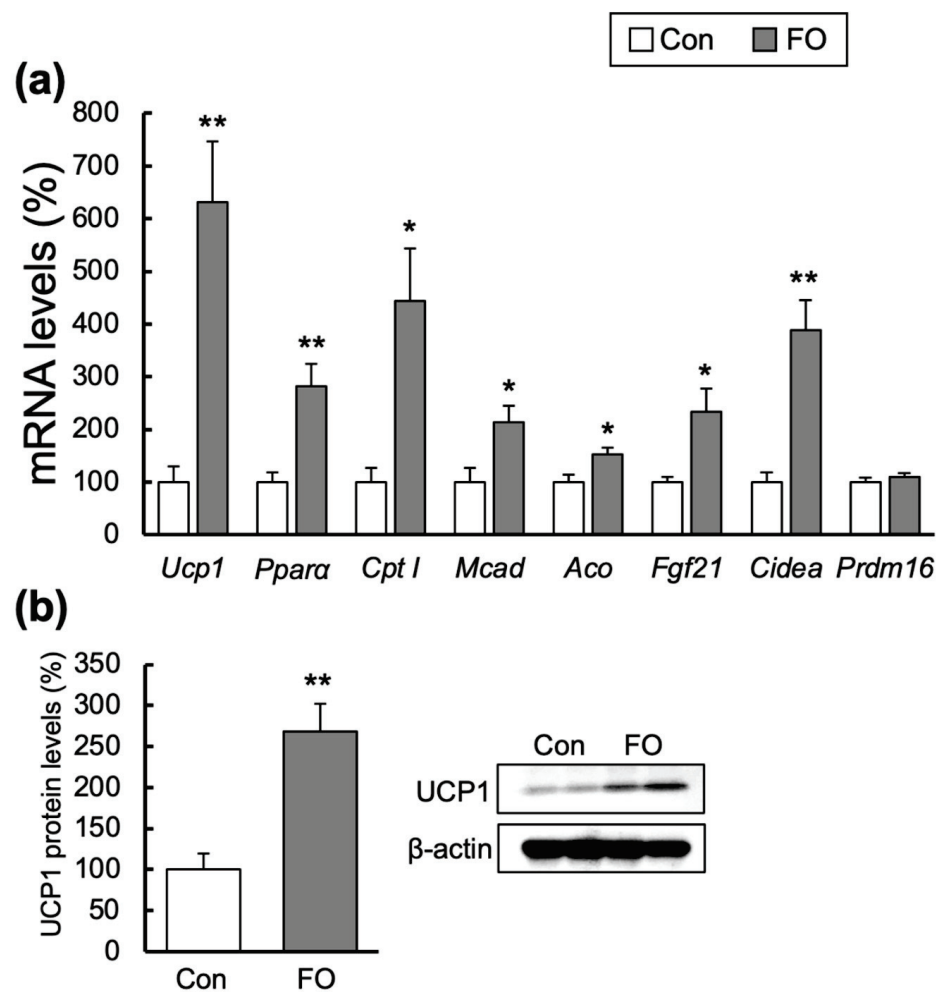 Con FO
(a)
mRNA levels (%)
800
700
600
500
400
300
200
100
0
** ** * * * * **
Ucp1 Pparα Cpt I Mcad Aco Fgf21 Cidea Prdm16
(b)
UCP1 protein levels (%)
350
300
250
200
150
100
50
0
**
Con FO
Con FO
UCP1
β-actin